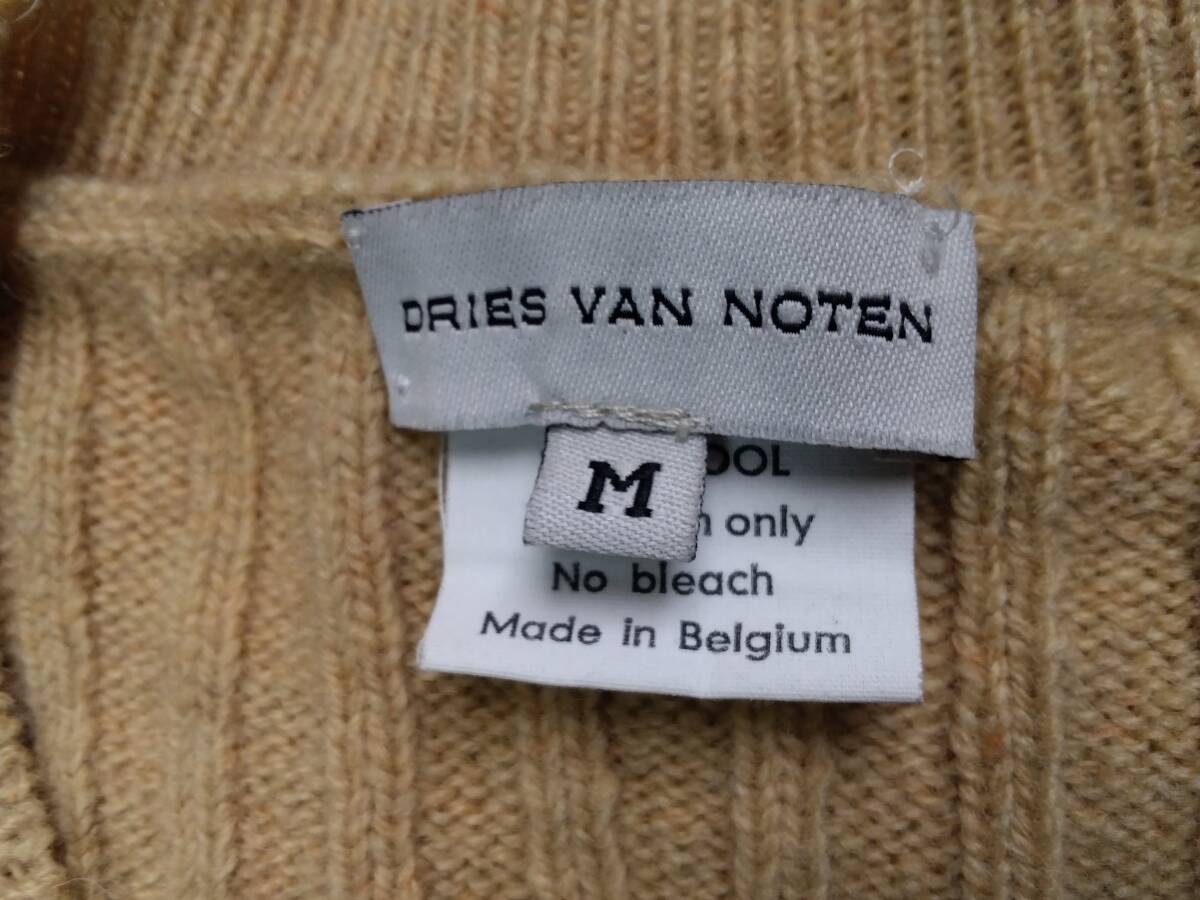 DRIES VAN NOTEN
M
OOL
only
No bleach
Made in Belgium